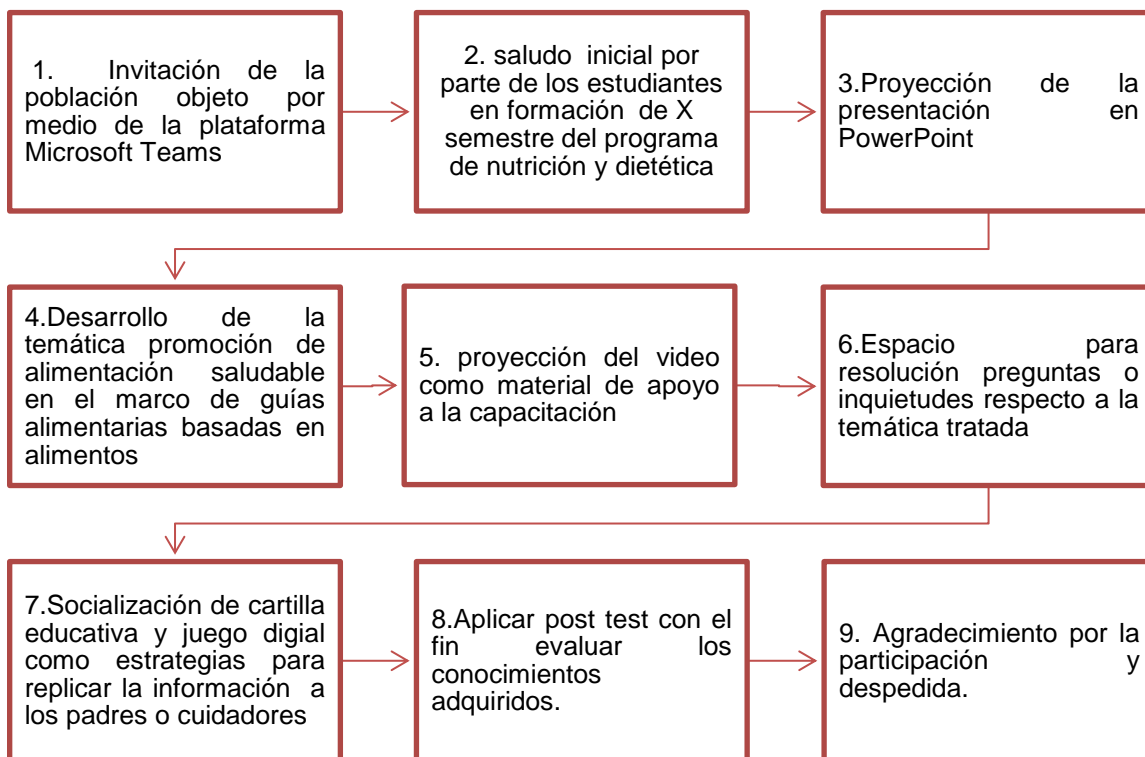 1. Invitación de la
población objeto por
medio de la plataforma
Microsoft Teams
2. saludo inicial por
parte de los estudiantes
en formación de X
semestre del programa
de nutrición y dietética
3.Proyección de la
presentación en
PowerPoint
4.Desarrollo de la
temática promoción de
alimentación saludable
en el marco de guías
alimentarias basadas en
alimentos
5. proyección del video
como material de apoyo
a la capacitación
6.Espacio para
resolución preguntas o
inquietudes respecto a la
temática tratada
7.Socialización de cartilla
educativa y juego digial
como estrategias para
replicar la información a
los padres o cuidadores
8.Aplicar post test con el
fin evaluar los
conocimientos
adquiridos.
9. Agradecimiento por la
participación y
despedida.